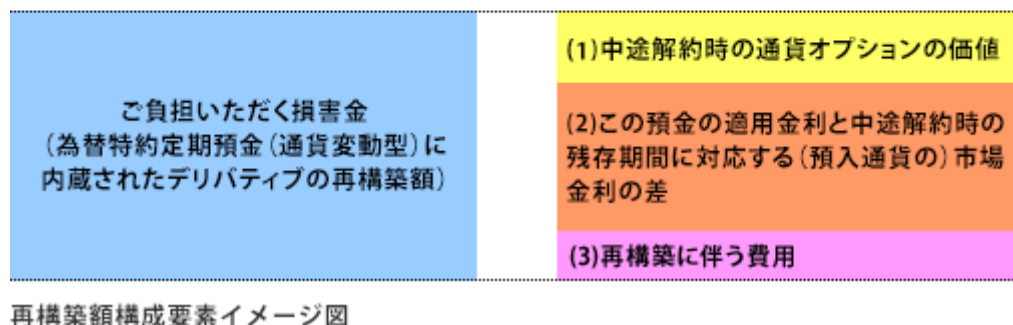 ご負担いただく損害金
（為替特約定期預金（通貨変動型）に
内蔵されたデリバティブの再構築額）
(1)中途解約時の通貨オプションの価値
(2)この預金の適用金利と中途解約時の
残存期間に対応する（預入通貨の）市場
金利の差
(3)再構築に伴う費用
再構築額構成要素イメージ図